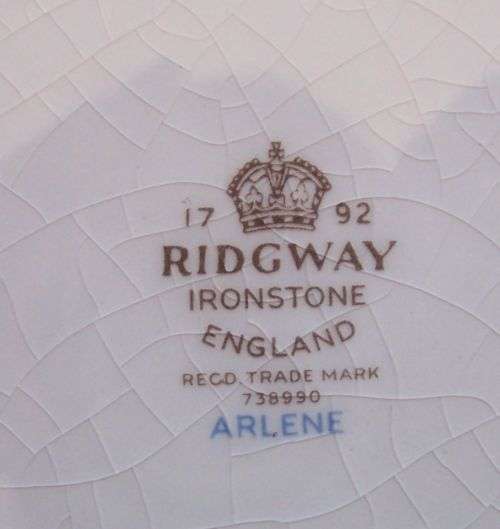 17 92
RIDGWAY
IRONSTONE
ENGLAND
REGD. TRADE MARK
738990
ARLENE